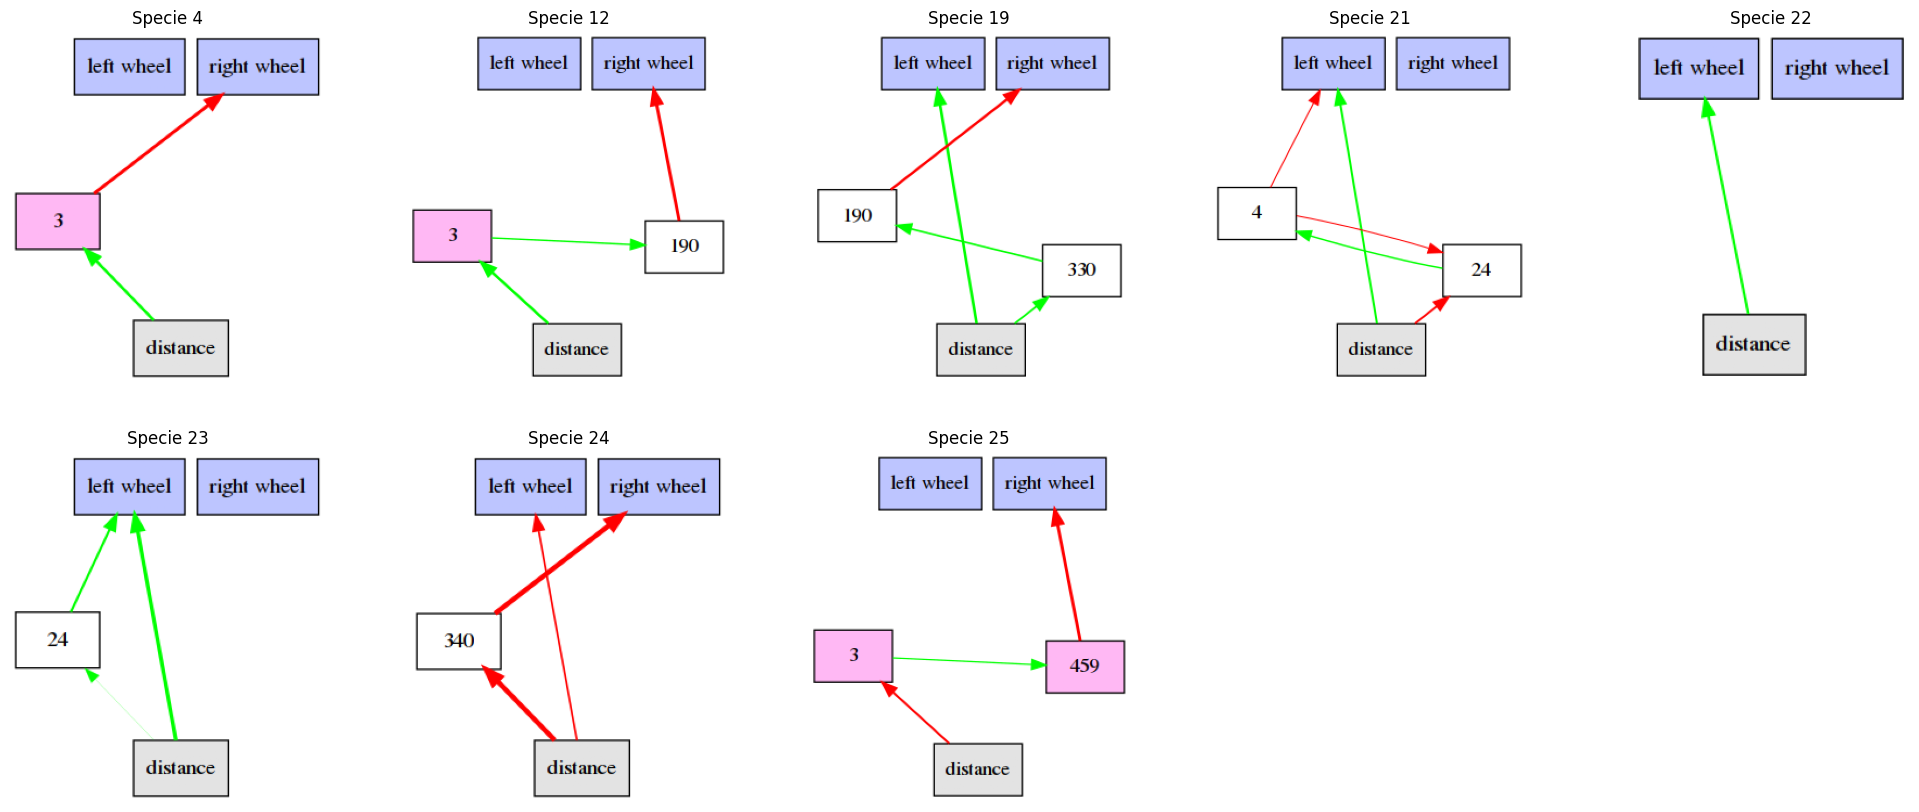 Specie 4
left wheel
right wheel
3
distance
Specie 12
left wheel
right wheel
3
190
distance
Specie 19
left wheel
right wheel
190
330
distance
Specie 21
left wheel
right wheel
4
24
distance
Specie 22
left wheel
right wheel
distance
Specie 23
left wheel
right wheel
24
distance
Specie 24
left wheel
right wheel
340
distance
Specie 25
left wheel
right wheel
3
459
distance